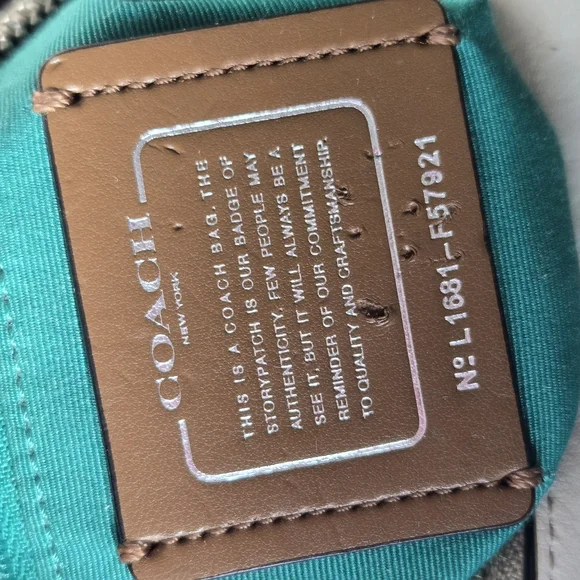 COACH
NEW YORK
THIS IS A COACH BAG. THE
STORYPATCH IS OUR BADGE OF
AUTHENTICITY. FEW PEOPLE MAY
SEE IT, BUT IT WILL ALWAYS BE A
REMINDER OF OUR COMMITMENT
TO QUALITY AND CRAFTSMANSHIP.
Nº L1681-F57921